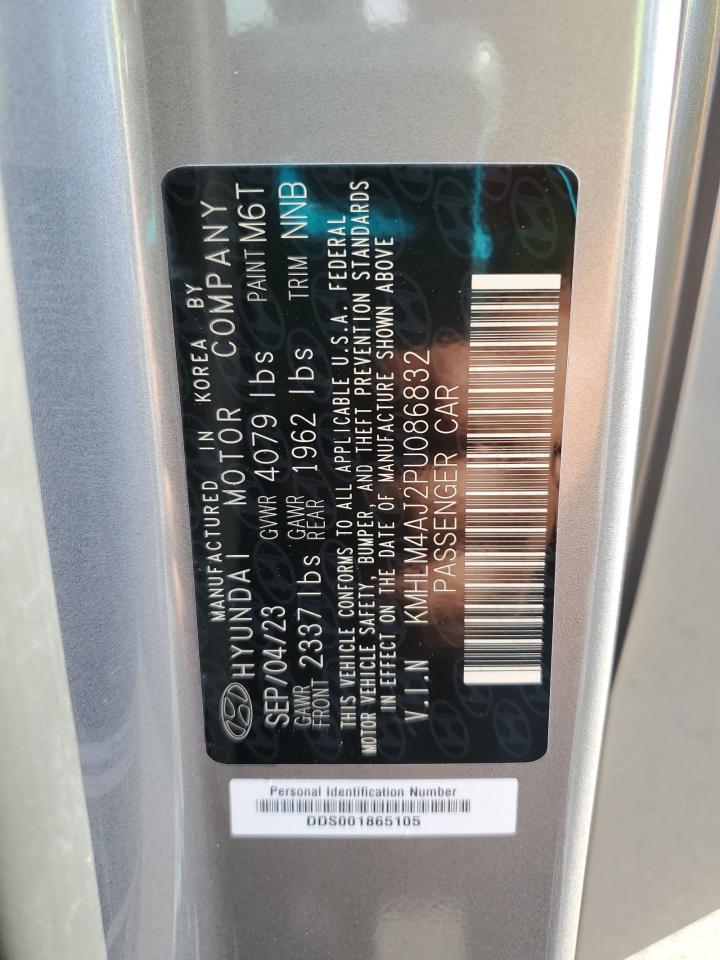 MANUFACTURED IN KOREA BY
HYUNDAI MOTOR COMPANY
SEP/04/23 GVWR 4079 lbs PAINT M6T
GAWR FRONT 2337 lbs GAWR REAR 1962 lbs TRIM NNB
THIS VEHICLE CONFORMS TO ALL APPLICABLE U.S.A. FEDERAL
MOTOR VEHICLE SAFETY, BUMPER, AND THEFT PREVENTION STANDARDS
IN EFFECT ON THE DATE OF MANUFACTURE SHOWN ABOVE
V.I.N KMHLM4AJ2PU086832
PASSENGER CAR
Personal Identification Number
DDS001865105